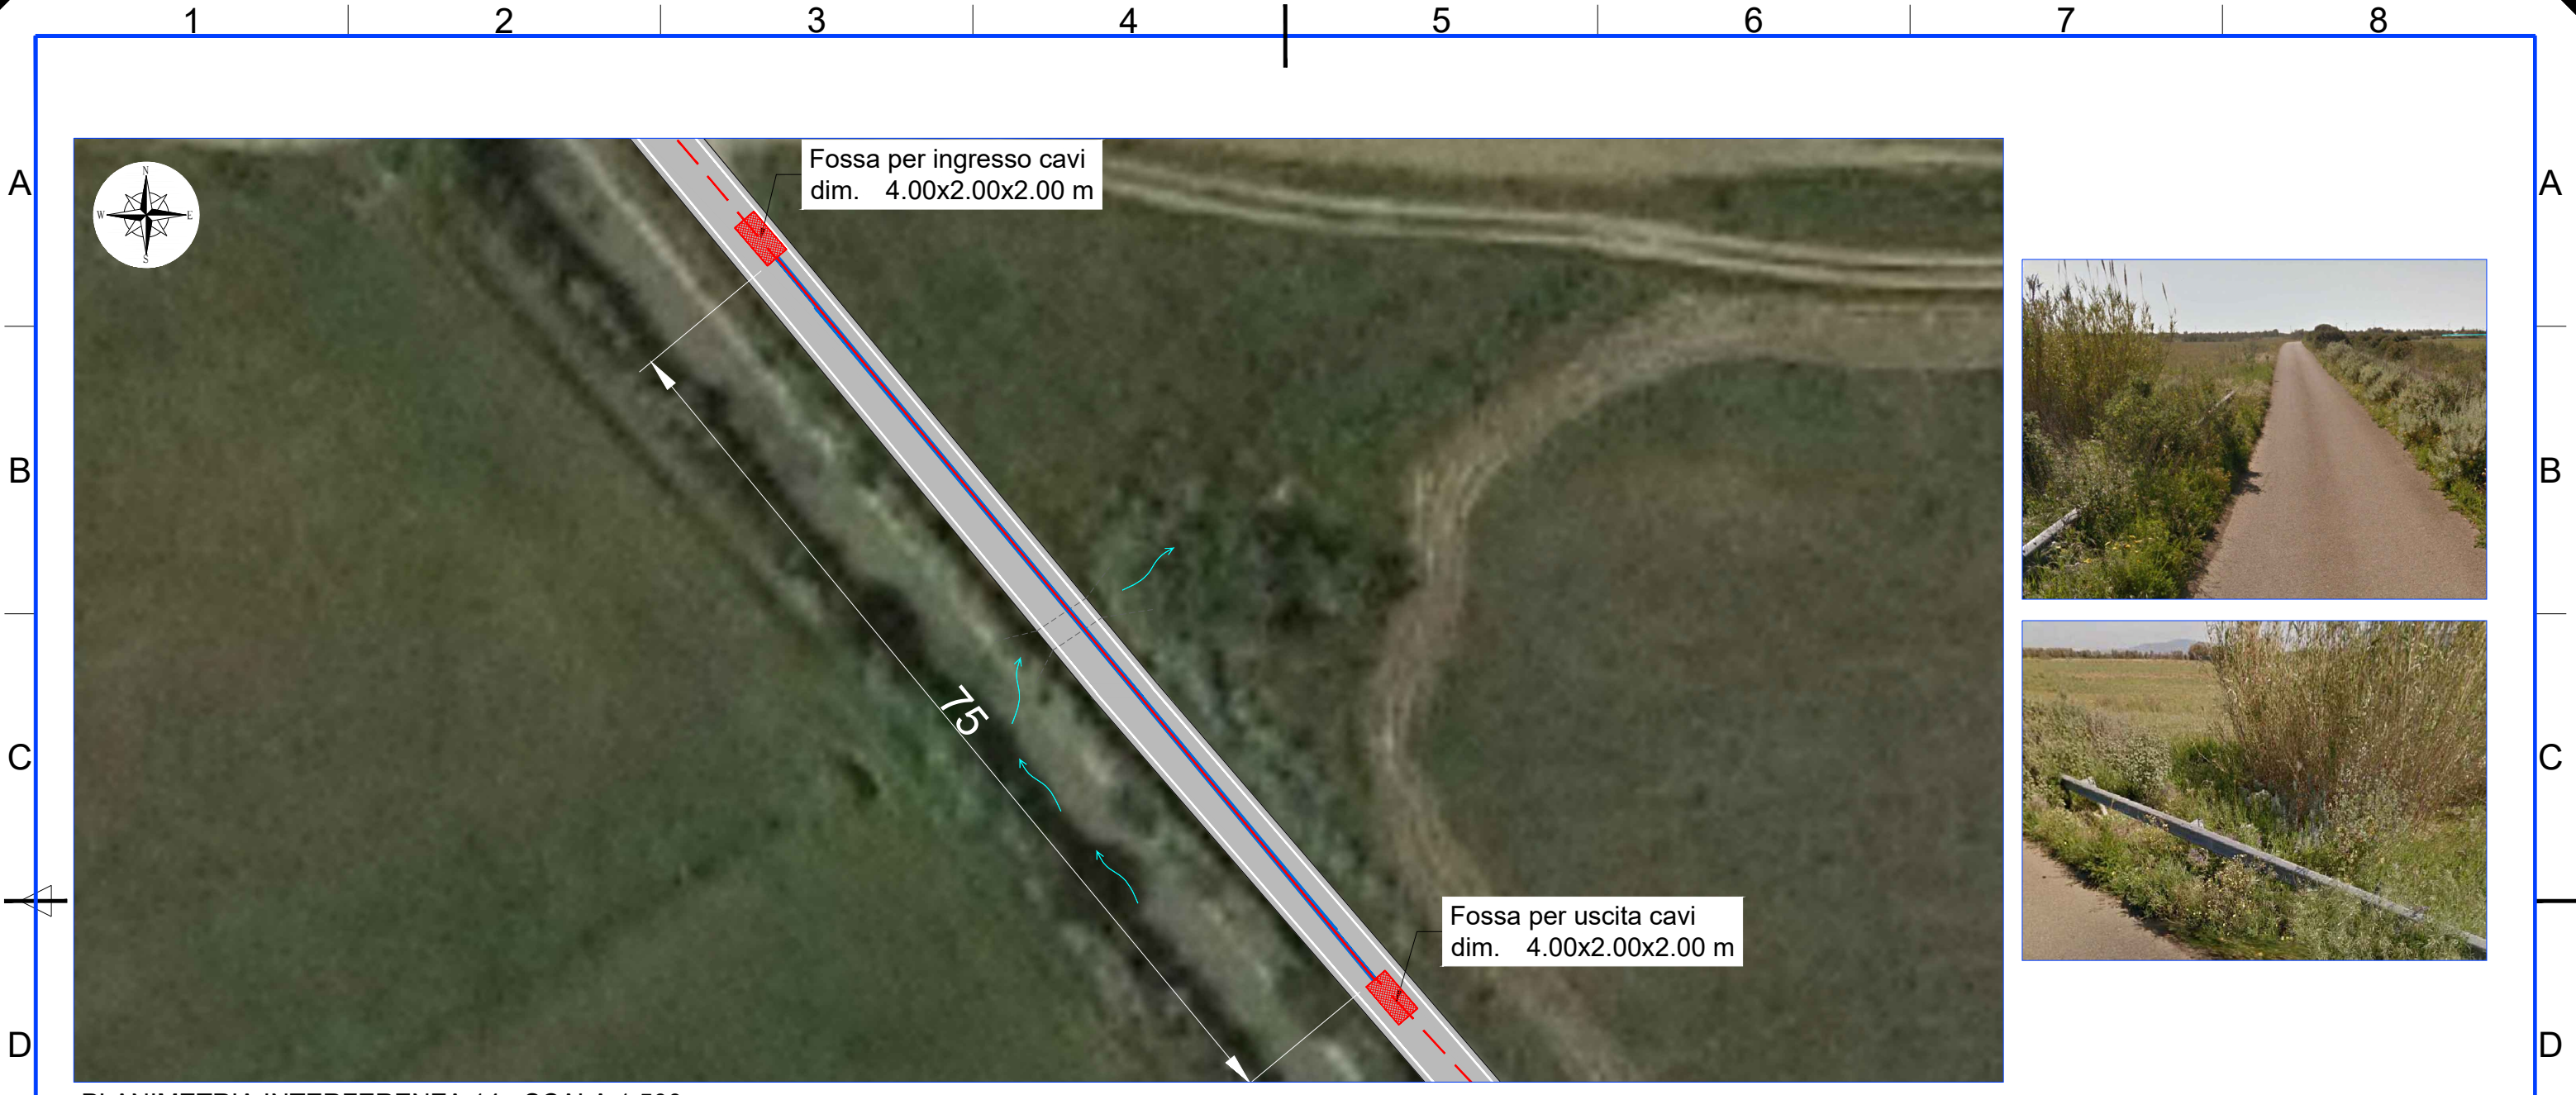 1 2 3 4 5 6 7 8
A A
N
W E
S
Fossa per ingresso cavi
dim. 4.00x2.00x2.00 m
B B
75
C C
Fossa per uscita cavi
dim. 4.00x2.00x2.00 m
D D